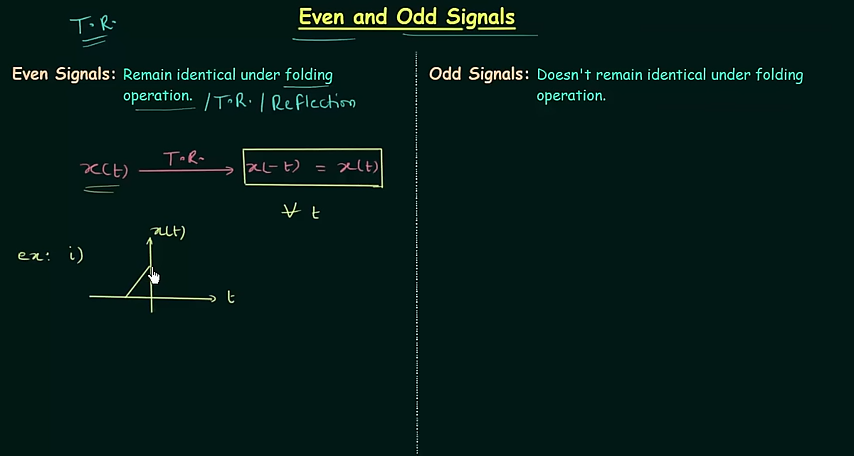 T.R.
Even and Odd Signals
Even Signals: Remain identical under folding
operation. /T.R./Reflection
x(t) T.R. x(-t) = x(t)
∀ t
ex: i)
x(t)
t
Odd Signals: Doesn't remain identical under folding
operation.